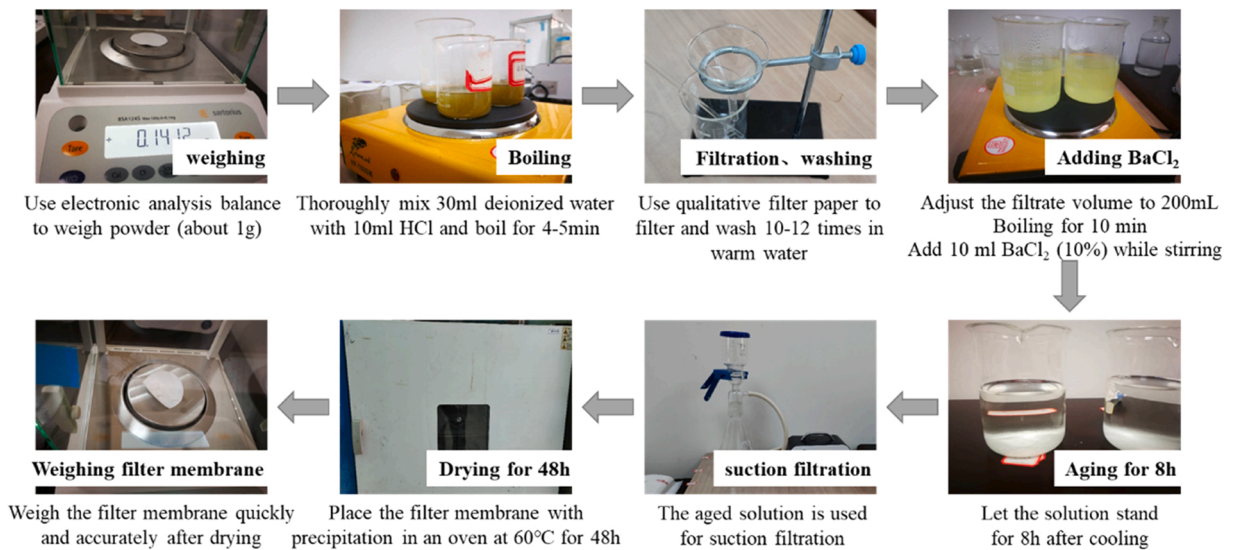 BSA124S
sartorius
0.1412
Tare
weighing
Boiling
Filtration、washing
Adding BaCl₂
Use electronic analysis balance
to weigh powder (about 1g)
Thoroughly mix 30ml deionized water
with 10ml HCl and boil for 4-5min
Use qualitative filter paper to
filter and wash 10-12 times in
warm water
Adjust the filtrate volume to 200mL
Boiling for 10 min
Add 10 ml BaCl₂ (10%) while stirring
Weighing filter membrane
Drying for 48h
suction filtration
Aging for 8h
Weigh the filter membrane quickly
and accurately after drying
Place the filter membrane with
precipitation in an oven at 60℃ for 48h
The aged solution is used
for suction filtration
Let the solution stand
for 8h after cooling